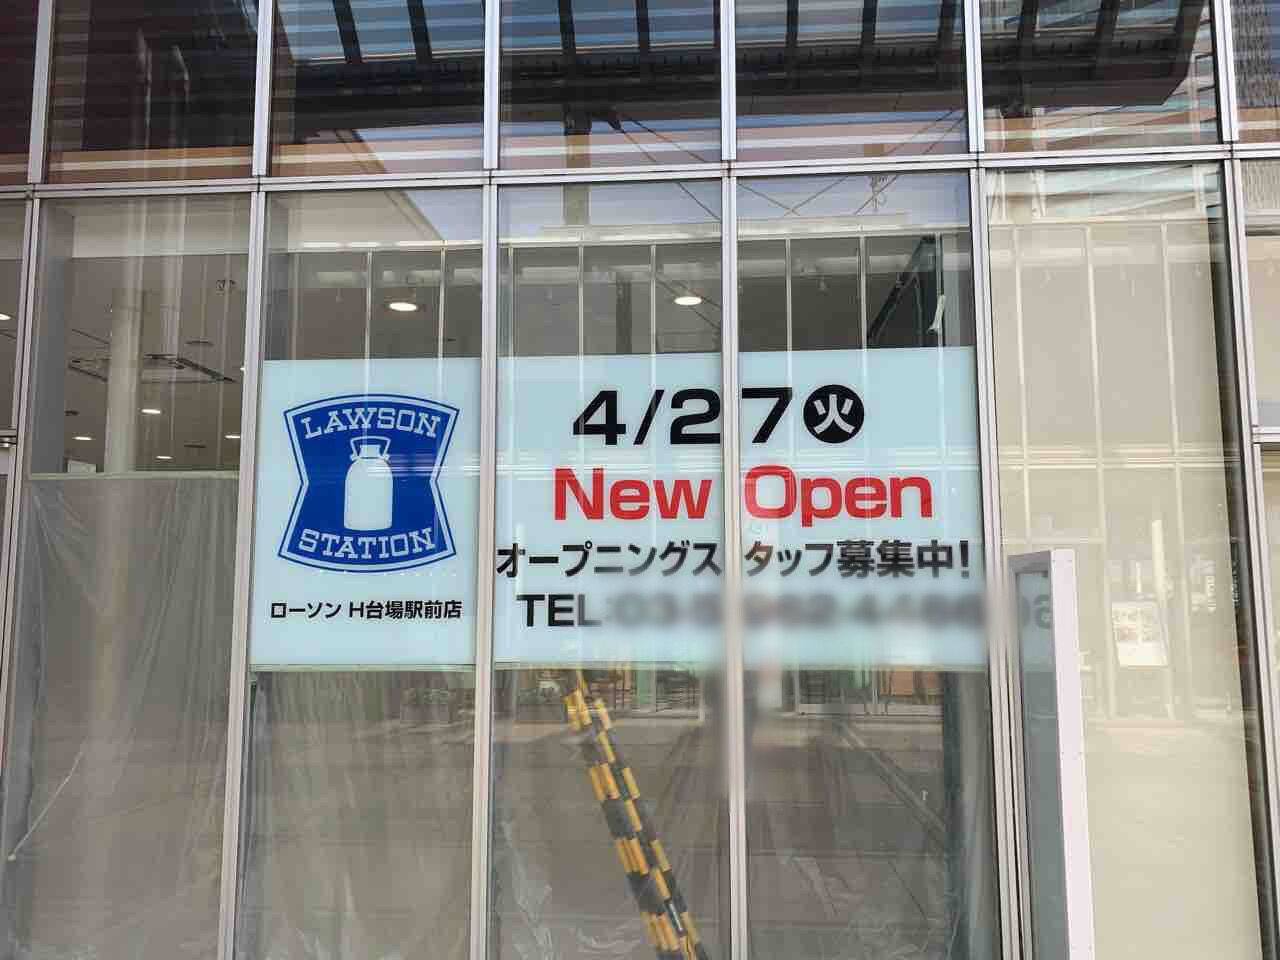 LAWSON
STATION
ローソン H台場駅前店
4/27㊋
New Open
オープニングスタッフ募集中!
TEL